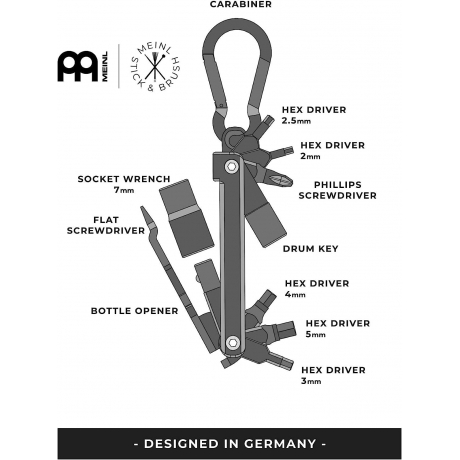 CARABINER
MEINL
MEINL
STICK & BRUSH
HEX DRIVER
2.5mm
HEX DRIVER
2mm
SOCKET WRENCH
7mm
PHILLIPS
SCREWDRIVER
FLAT
SCREWDRIVER
DRUM KEY
HEX DRIVER
4mm
BOTTLE OPENER
HEX DRIVER
5mm
HEX DRIVER
3mm
- DESIGNED IN GERMANY -